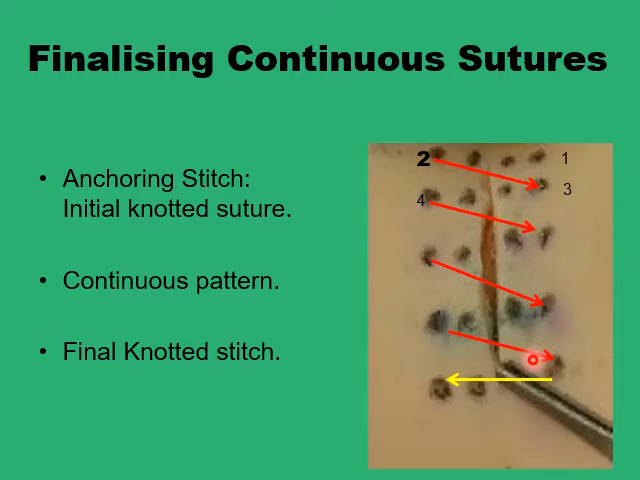 Finalising Continuous Sutures
• Anchoring Stitch:
Initial knotted suture.
• Continuous pattern.
• Final Knotted stitch.
2
1
3
4